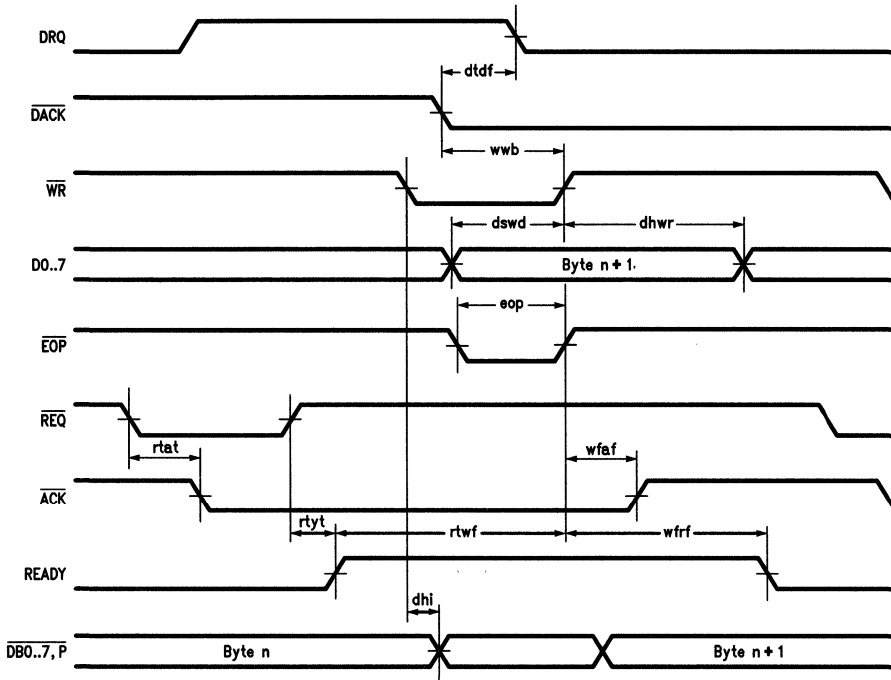 DRQ
dtdf
DACK
wwb
WR
dswd
dhwr
D0..7
Byte n+1
eop
EOP
REQ
rtat
wfaf
ACK
rtyt
rtwf
wfrf
READY
dhi
DB0..7, P
Byte n
Byte n+1